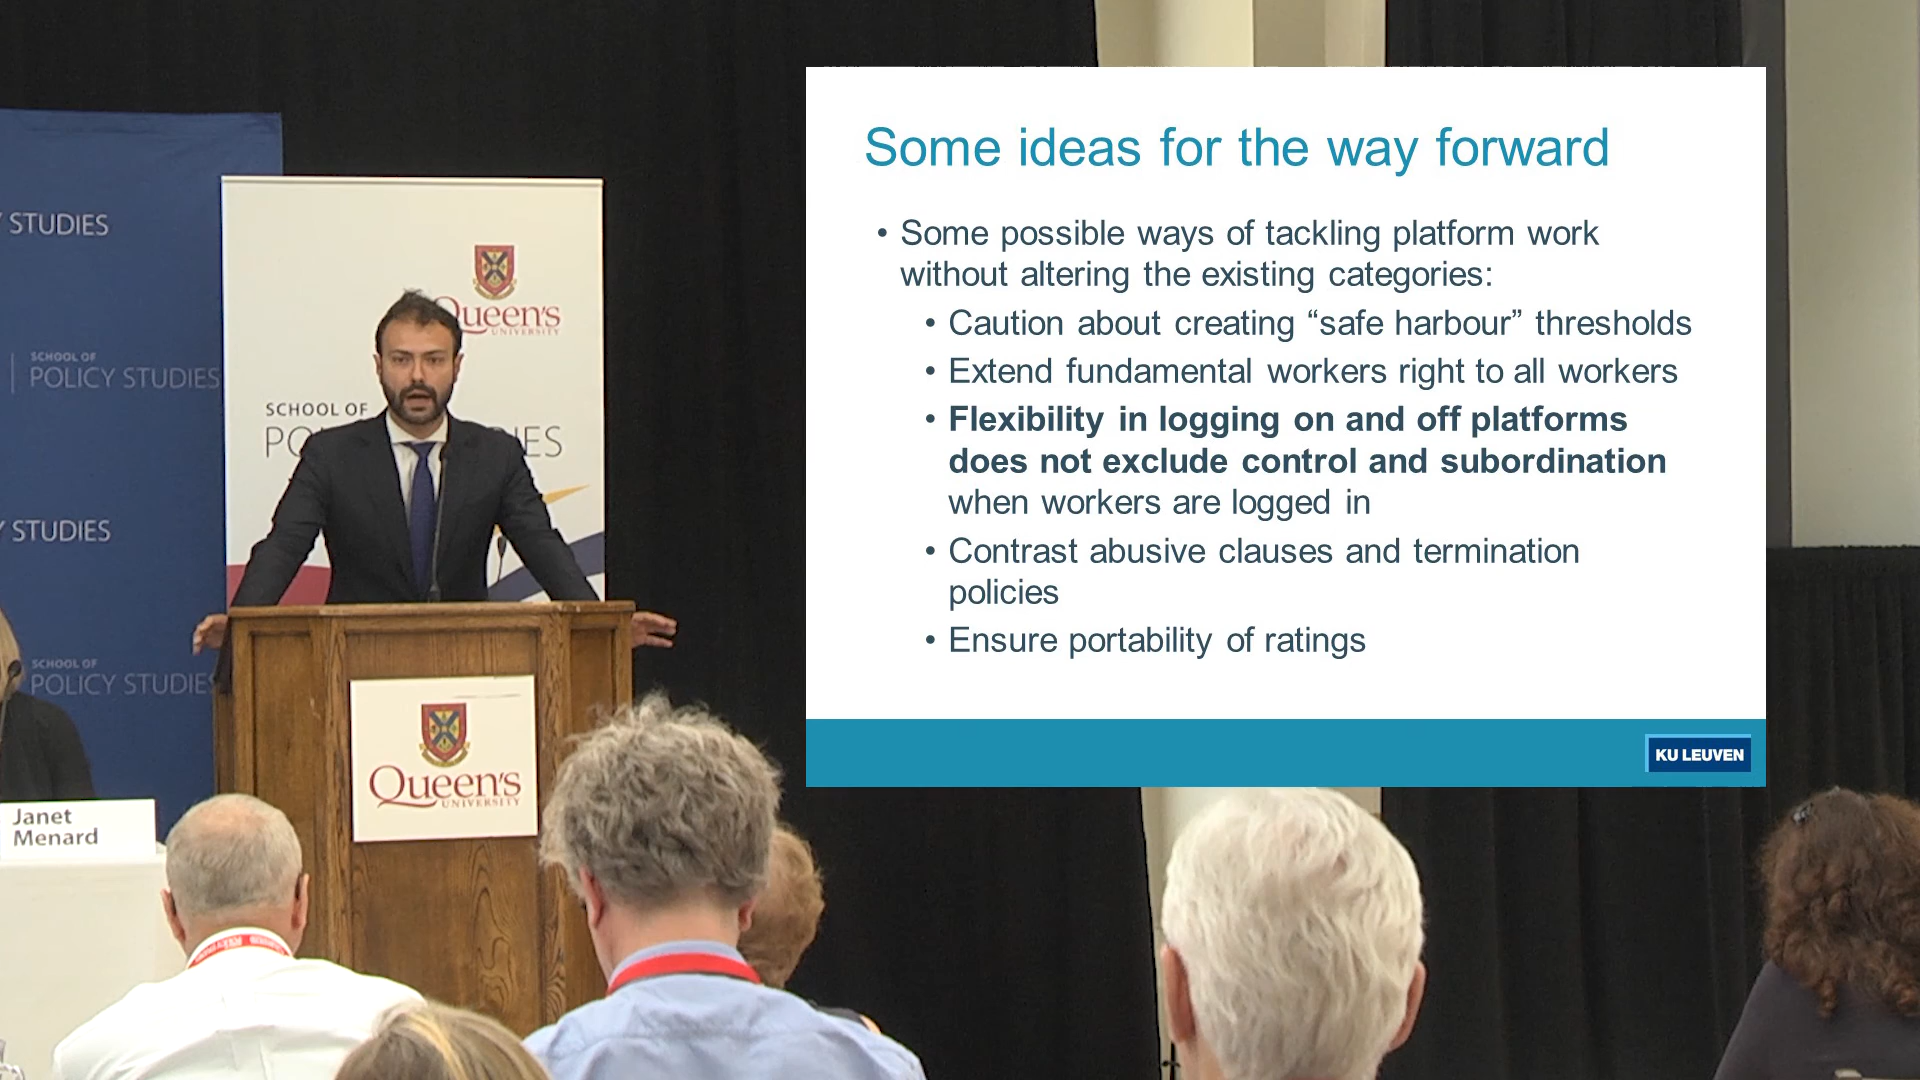 STUDIES
SCHOOL OF
POLICY STUDIES
STUDIES
SCHOOL OF
POLICY STUDIES
Queen's
UNIVERSITY
SCHOOL OF
PO
IES
Queen's
UNIVERSITY
Janet
Menard
Some ideas for the way forward
• Some possible ways of tackling platform work
without altering the existing categories:
• Caution about creating “safe harbour” thresholds
• Extend fundamental workers right to all workers
• Flexibility in logging on and off platforms
does not exclude control and subordination
when workers are logged in
• Contrast abusive clauses and termination
policies
• Ensure portability of ratings
KU LEUVEN